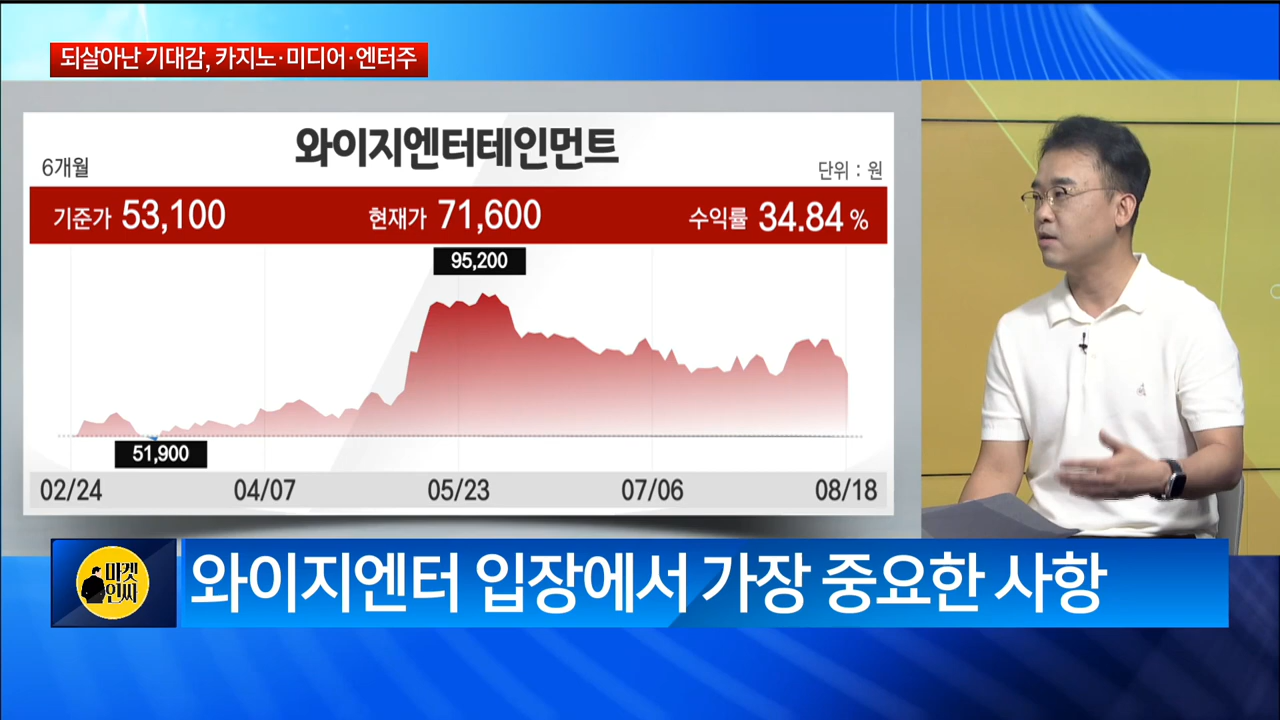 되살아난 기대감, 카지노·미디어·엔터주
와이지엔터테인먼트
6개월
단위 : 원
기준가 53,100 현재가 71,600 수익률 34.84 %
95,200
51,900
02/24 04/07 05/23 07/06 08/18
마켓
인싸
와이지엔터 입장에서 가장 중요한 사항